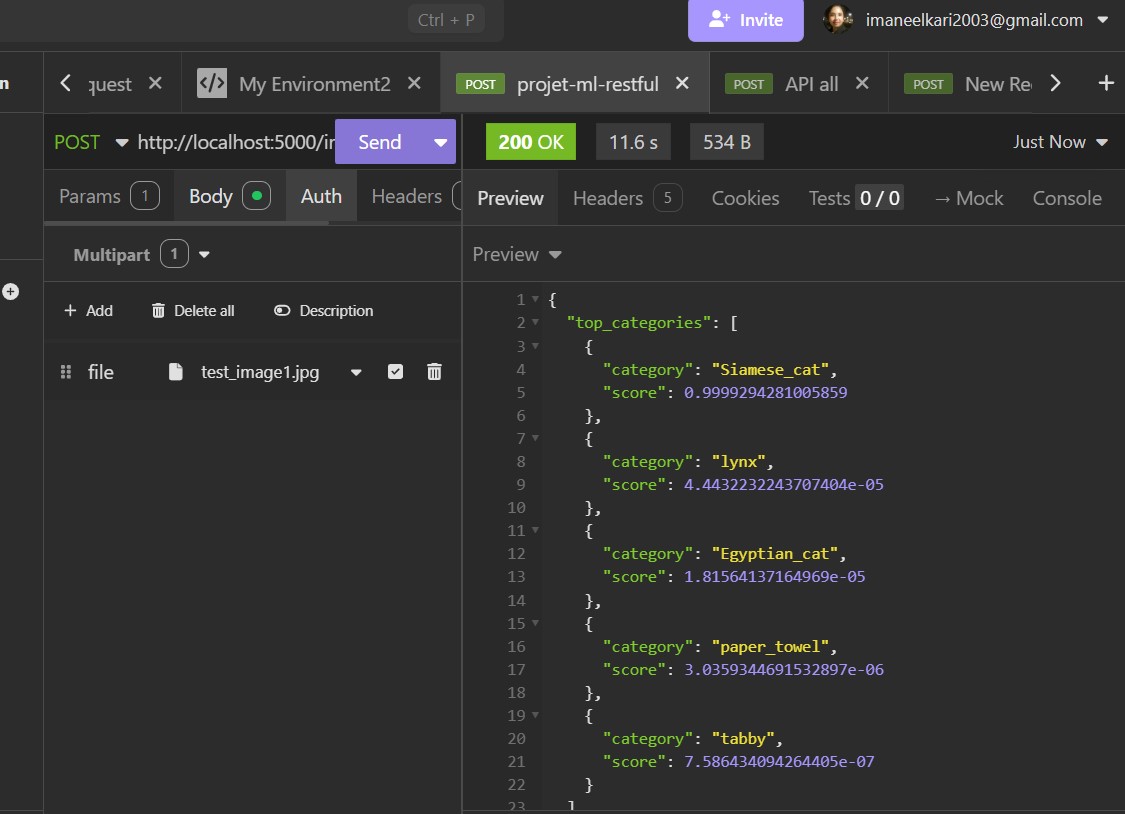 Ctrl + P
Invite
imaneelkari2003@gmail.com
n
quest
My Environment2
POST projet-ml-restful
POST API all
POST New Re
POST http://localhost:5000/ir
Send
200 OK
11.6 s
534 B
Just Now
Params 1
Body
Auth
Headers
Preview
Headers 5
Cookies
Tests 0 / 0
→ Mock
Console
Multipart 1
Preview
Add
Delete all
Description
file
test_image1.jpg
1 {
2 "top_categories": [
3 {
4 "category": "Siamese_cat",
5 "score": 0.9999294281005859
6 },
7 {
8 "category": "lynx",
9 "score": 4.4432232243707404e-05
10 },
11 {
12 "category": "Egyptian_cat",
13 "score": 1.81564137164969e-05
14 },
15 {
16 "category": "paper_towel",
17 "score": 3.0359344691532897e-06
18 },
19 {
20 "category": "tabby",
21 "score": 7.586434094264405e-07
22 }
23 ]